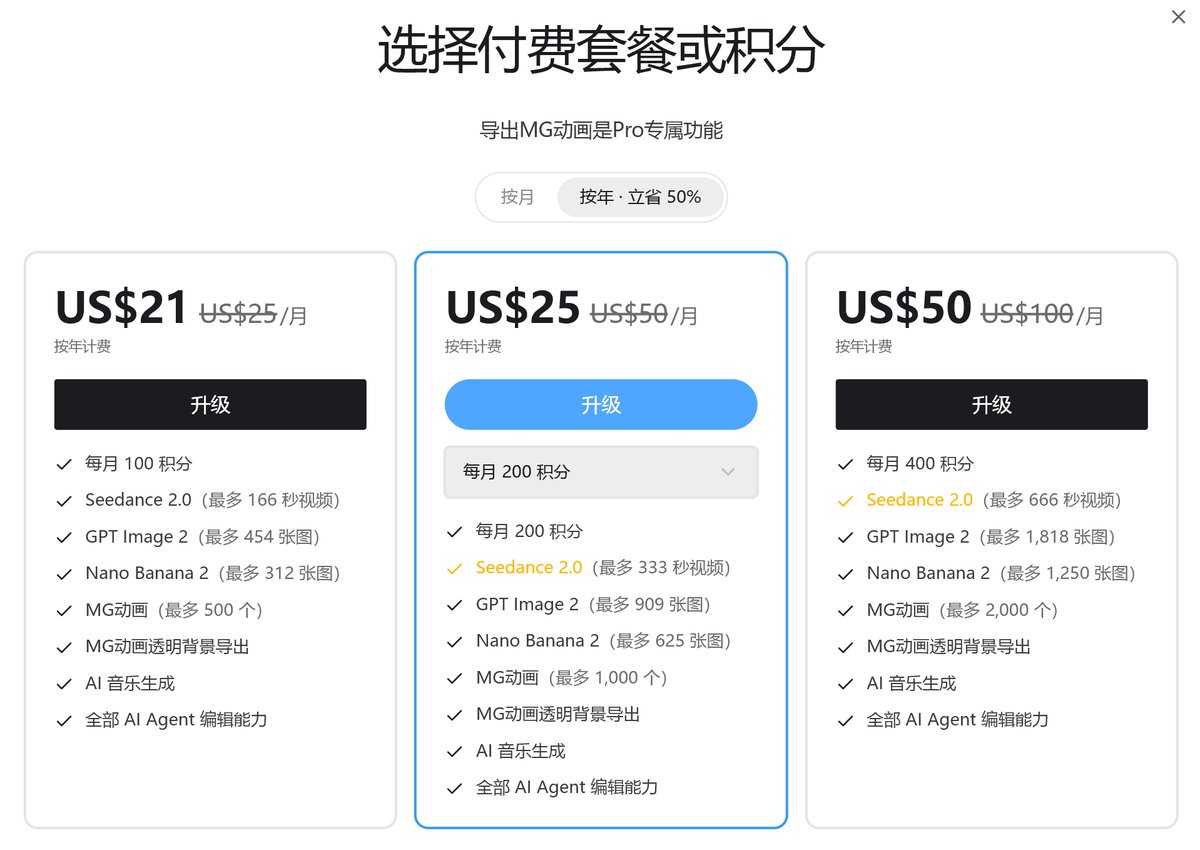 选择付费套餐或积分
导出MG动画是Pro专属功能
按月 按年 · 立省 50%
US$21 US$25/月
按年计费
升级
每月 100 积分
Seedance 2.0（最多 166 秒视频）
GPT Image 2（最多 454 张图）
Nano Banana 2（最多 312 张图）
MG动画（最多 500 个）
MG动画透明背景导出
AI 音乐生成
全部 AI Agent 编辑能力
US$25 US$50/月
按年计费
升级
每月 200 积分
每月 200 积分
Seedance 2.0（最多 333 秒视频）
GPT Image 2（最多 909 张图）
Nano Banana 2（最多 625 张图）
MG动画（最多 1,000 个）
MG动画透明背景导出
AI 音乐生成
全部 AI Agent 编辑能力
US$50 US$100/月
按年计费
升级
每月 400 积分
Seedance 2.0（最多 666 秒视频）
GPT Image 2（最多 1,818 张图）
Nano Banana 2（最多 1,250 张图）
MG动画（最多 2,000 个）
MG动画透明背景导出
AI 音乐生成
全部 AI Agent 编辑能力